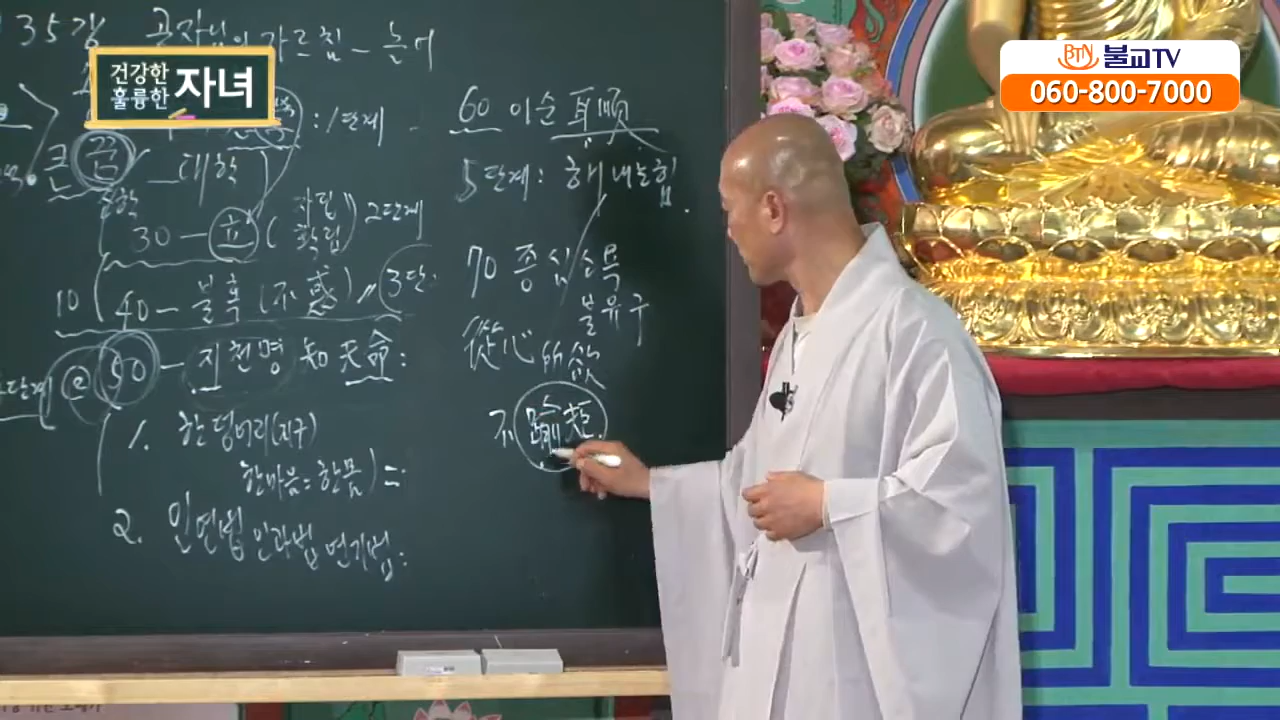 35강 공자님의 가르침 - 논어
건강한
훌륭한 자녀
: 1단계
큰 꿈
대학
30 - 立 ( 자립
학립 ) 2단계
10
40 - 불혹 (不惑) 3단
50 - 지천명 知天命 :
1. 한덩어리(지구)
한마음 = 한몸) =
2. 인연법 인과법 연기법 :
60 이순 耳順
5단계 : 해내는힘
70 종심소욕
불유구
從心所欲
不踰矩
BTN 불교TV
060-800-7000